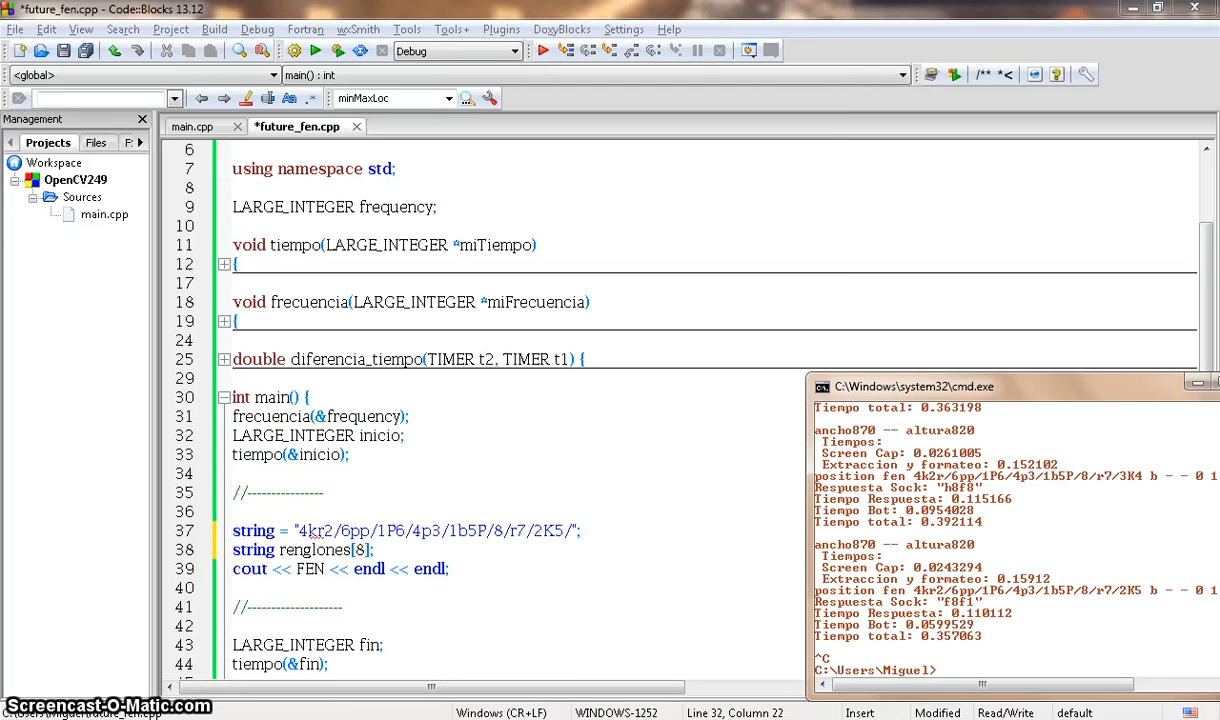 *future_fen.cpp - Code::Blocks 13.12
File Edit View Search Project Build Debug Fortran wxSmith Tools Tools+ Plugins DoxyBlocks Settings Help
Debug
<global> main() : int /** *<
minMaxLoc
Management
main.cpp *future_fen.cpp
Projects Files F:
Workspace
OpenCV249
Sources
main.cpp
6
7 using namespace std;
8
9 LARGE_INTEGER frequency;
10
11 void tiempo(LARGE_INTEGER *miTiempo)
12 {
17
18 void frecuencia(LARGE_INTEGER *miFrecuencia)
19 {
24
25 double diferencia_tiempo(TIMER t2, TIMER t1) {
29
30 int main() {
31 frecuencia(&frequency);
32 LARGE_INTEGER inicio;
33 tiempo(&inicio);
34
35 //---------------
36
37 string = "4kr2/6pp/1P6/4p3/1b5P/8/r7/2K5/";
38 string renglones[8];
39 cout << FEN << endl << endl;
40
41 //-------------------
42
43 LARGE_INTEGER fin;
44 tiempo(&fin);
C:\Windows\system32\cmd.exe
Tiempo total: 0.363198
ancho870 -- altura820
Tiempos:
Screen Cap: 0.0261005
Extraccion y formateo: 0.152102
position fen 4k2r/6pp/1P6/4p3/1b5P/8/r7/3K4 b - - 0 1
Respuesta Sock: "h8f8"
Tiempo Respuesta: 0.115166
Tiempo Bot: 0.0954028
Tiempo total: 0.392114
ancho870 -- altura820
Tiempos:
Screen Cap: 0.0243294
Extraccion y formateo: 0.15912
position fen 4kr2/6pp/1P6/4p3/1b5P/8/r7/2K5 b - - 0 1
Respuesta Sock: "f8f1"
Tiempo Respuesta: 0.110112
Tiempo Bot: 0.0599529
Tiempo total: 0.357063
^C
C:\Users\Miguel>
Screencast-O-Matic.com
Windows (CR+LF) WINDOWS-1252 Line 32, Column 22 Insert Modified Read/Write default